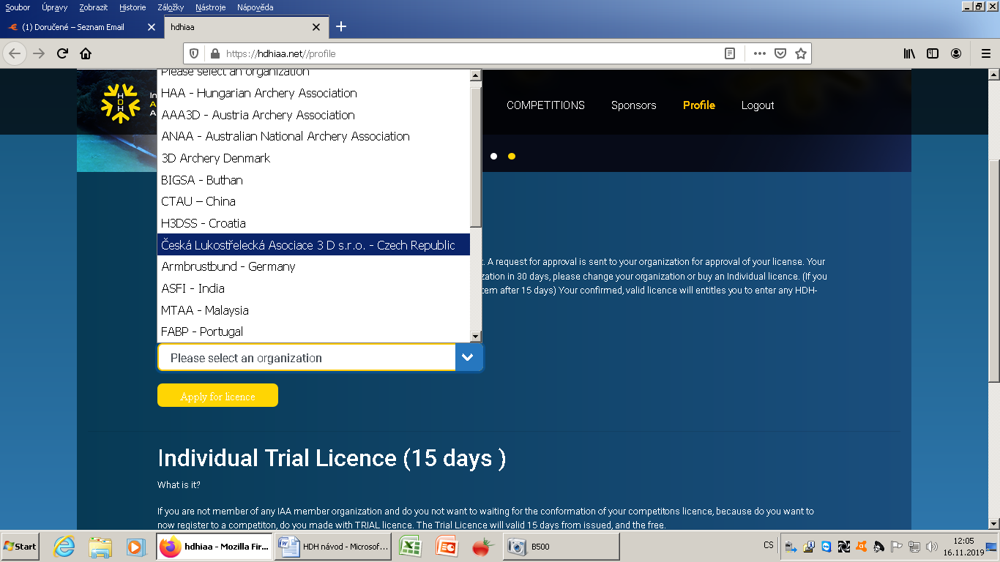 Soubor Úpravy Zobrazit Historie Záložky Nástroje Nápověda
(1) Doručené – Seznam Email
hdhiaa
https://hdhiaa.net//profile
HDH
In
A
A
COMPETITIONS Sponsors Profile Logout
Please select an organization
HAA - Hungarian Archery Association
AAA3D - Austria Archery Association
ANAA - Australian National Archery Association
3D Archery Denmark
BIGSA - Buthan
CTAU – China
H3DSS - Croatia
Česká Lukostřelecká Asociace 3 D s.r.o. - Czech Republic
Armbrustbund - Germany
ASFI - India
MTAA - Malaysia
FABP - Portugal
. A request for approval is sent to your organization for approval of your license. Your
zation in 30 days, please change your organization or buy an Individual licence. (If you
tem after 15 days) Your confirmed, valid licence will entitles you to enter any HDH-
Please select an organization
Apply for licence
Individual Trial Licence (15 days )
What is it?
If you are not member of any IAA member organization and do you not want to waiting for the conformation of your competitons licence, because do you want to
now register to a competiton, do you made with TRIAL licence. The Trial Licence will valid 15 days from issued, and the free.
Start
hdhiaa - Mozilla Fir...
HDH návod - Microsof...
B500
CS
12:05
16.11.2019